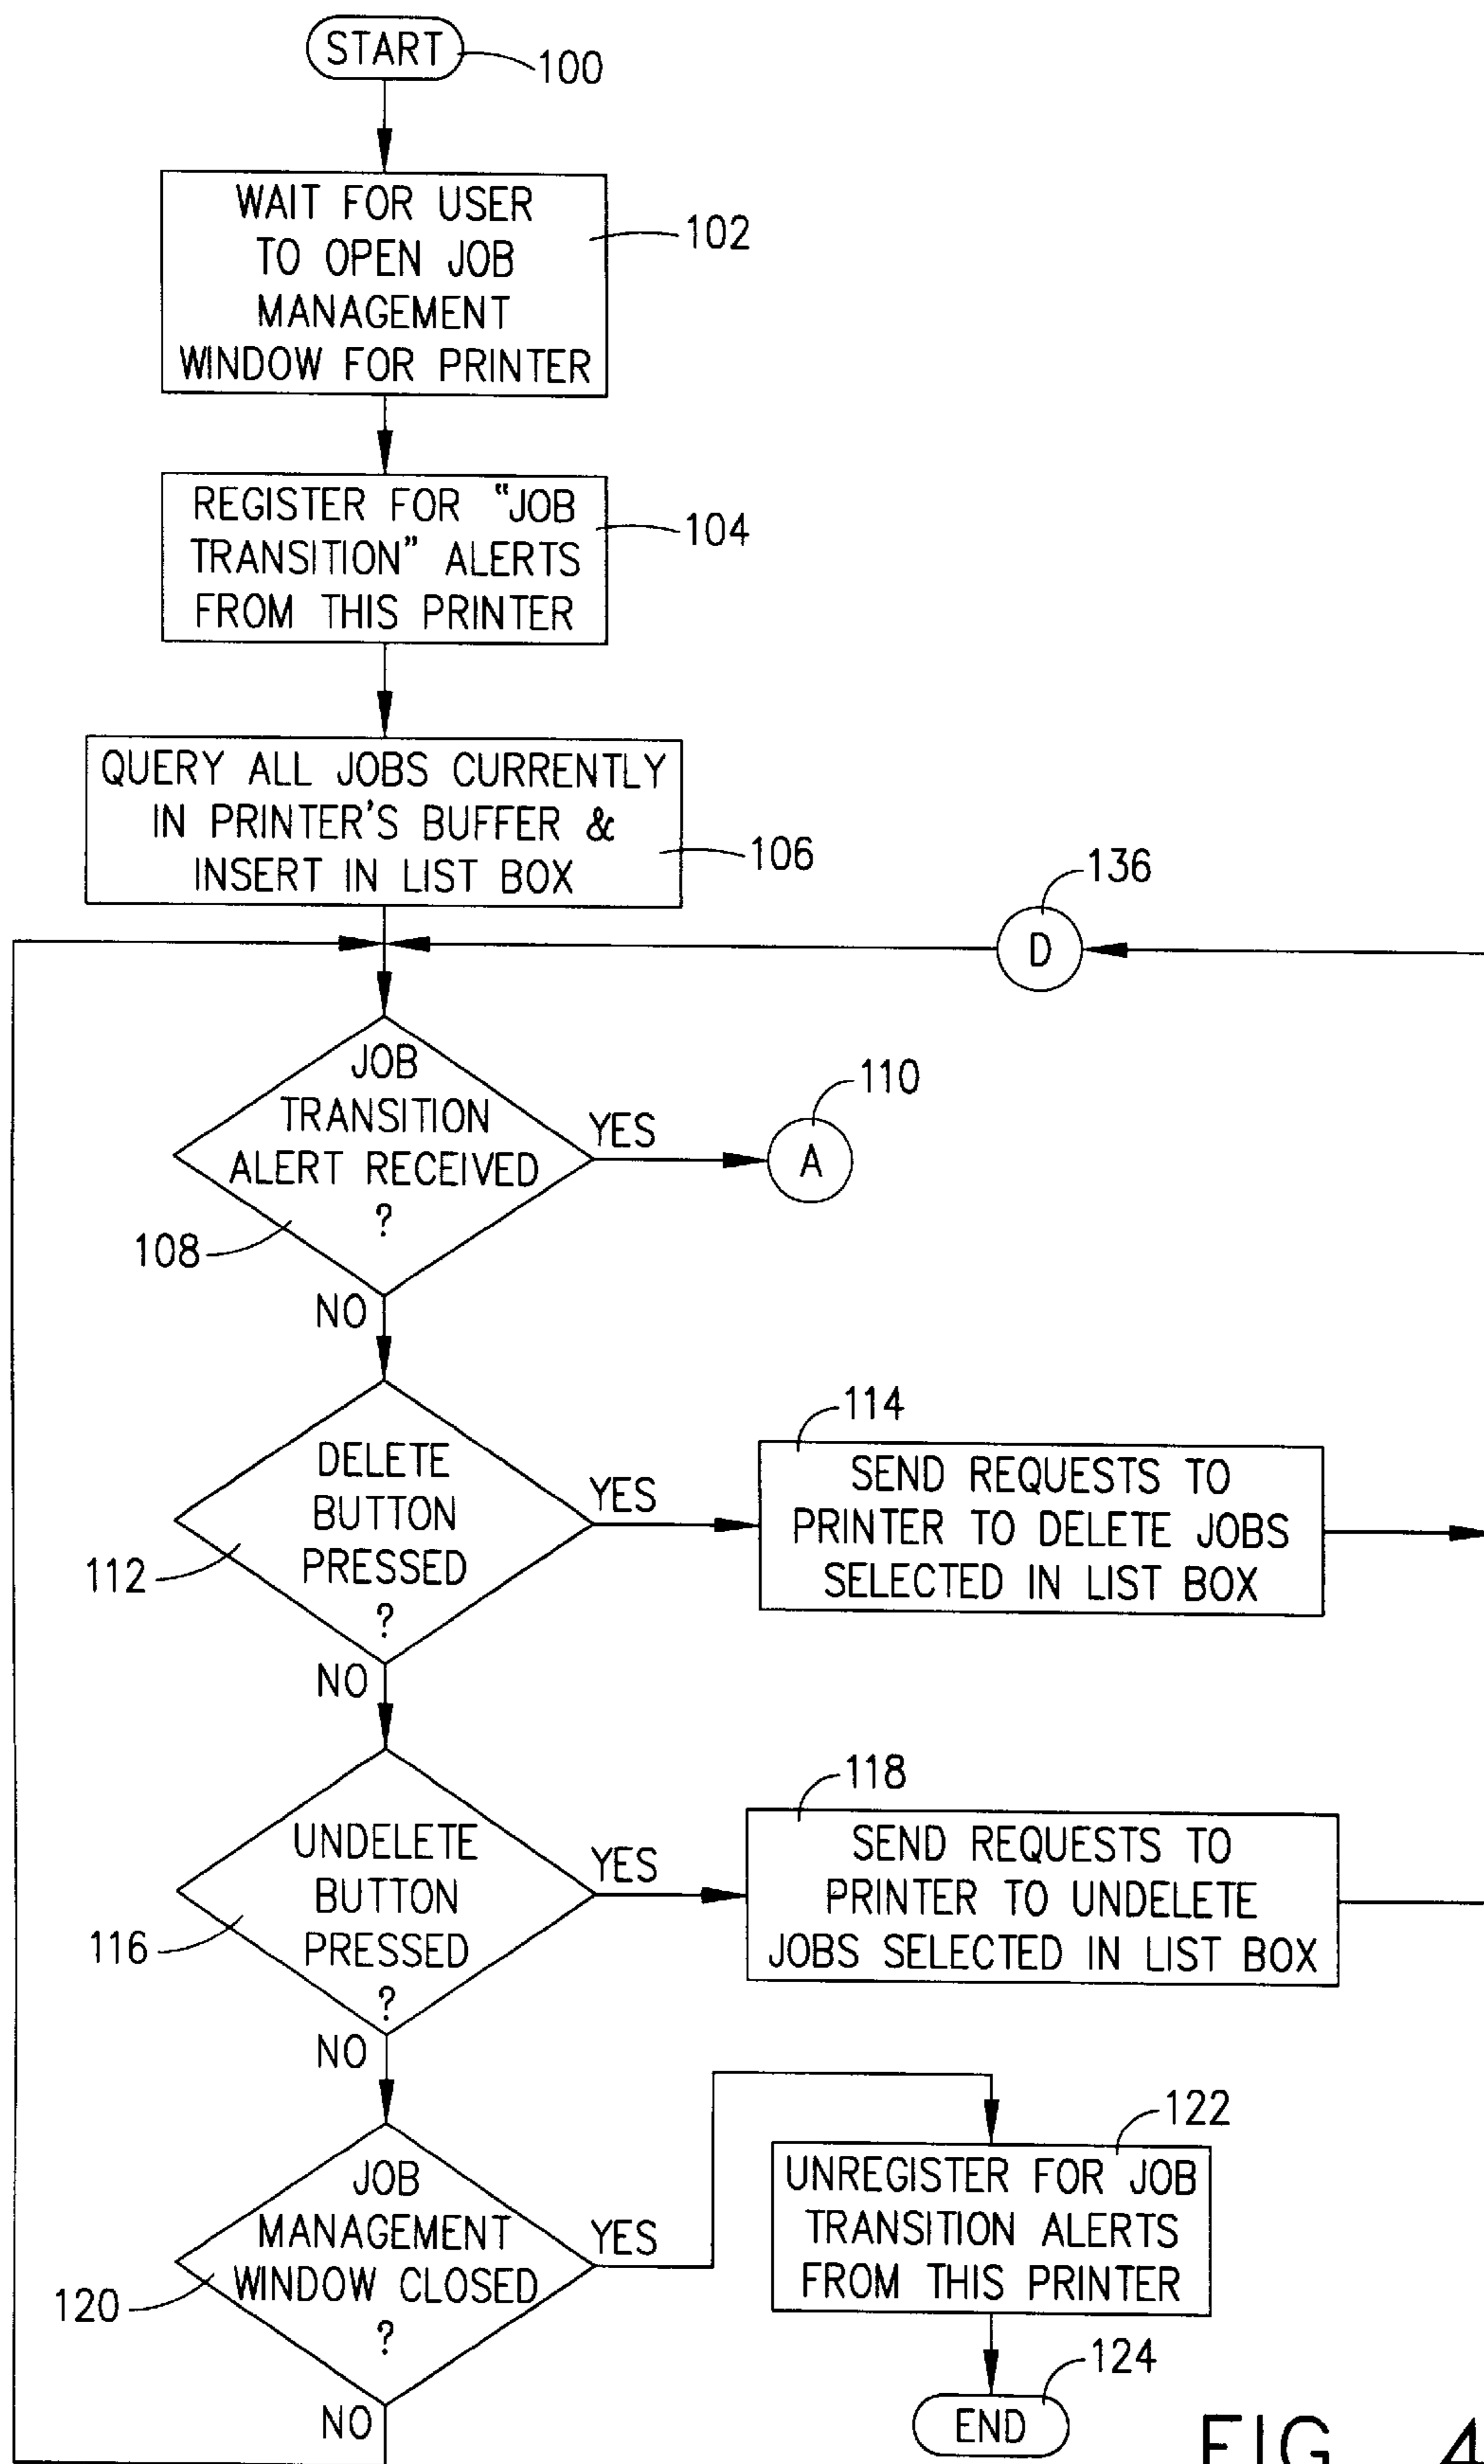 START
100
WAIT FOR USER
TO OPEN JOB
MANAGEMENT
WINDOW FOR PRINTER
102
REGISTER FOR "JOB
TRANSITION" ALERTS
FROM THIS PRINTER
104
QUERY ALL JOBS CURRENTLY
IN PRINTER'S BUFFER &
INSERT IN LIST BOX
106
136
D
JOB
TRANSITION
ALERT RECEIVED
?
108
YES
110
A
NO
DELETE
BUTTON
PRESSED
?
112
YES
114
SEND REQUESTS TO
PRINTER TO DELETE JOBS
SELECTED IN LIST BOX
NO
UNDELETE
BUTTON
PRESSED
?
116
YES
118
SEND REQUESTS TO
PRINTER TO UNDELETE
JOBS SELECTED IN LIST BOX
NO
JOB
MANAGEMENT
WINDOW CLOSED
?
120
YES
122
UNREGISTER FOR JOB
TRANSITION ALERTS
FROM THIS PRINTER
124
END
NO
FIG. 4